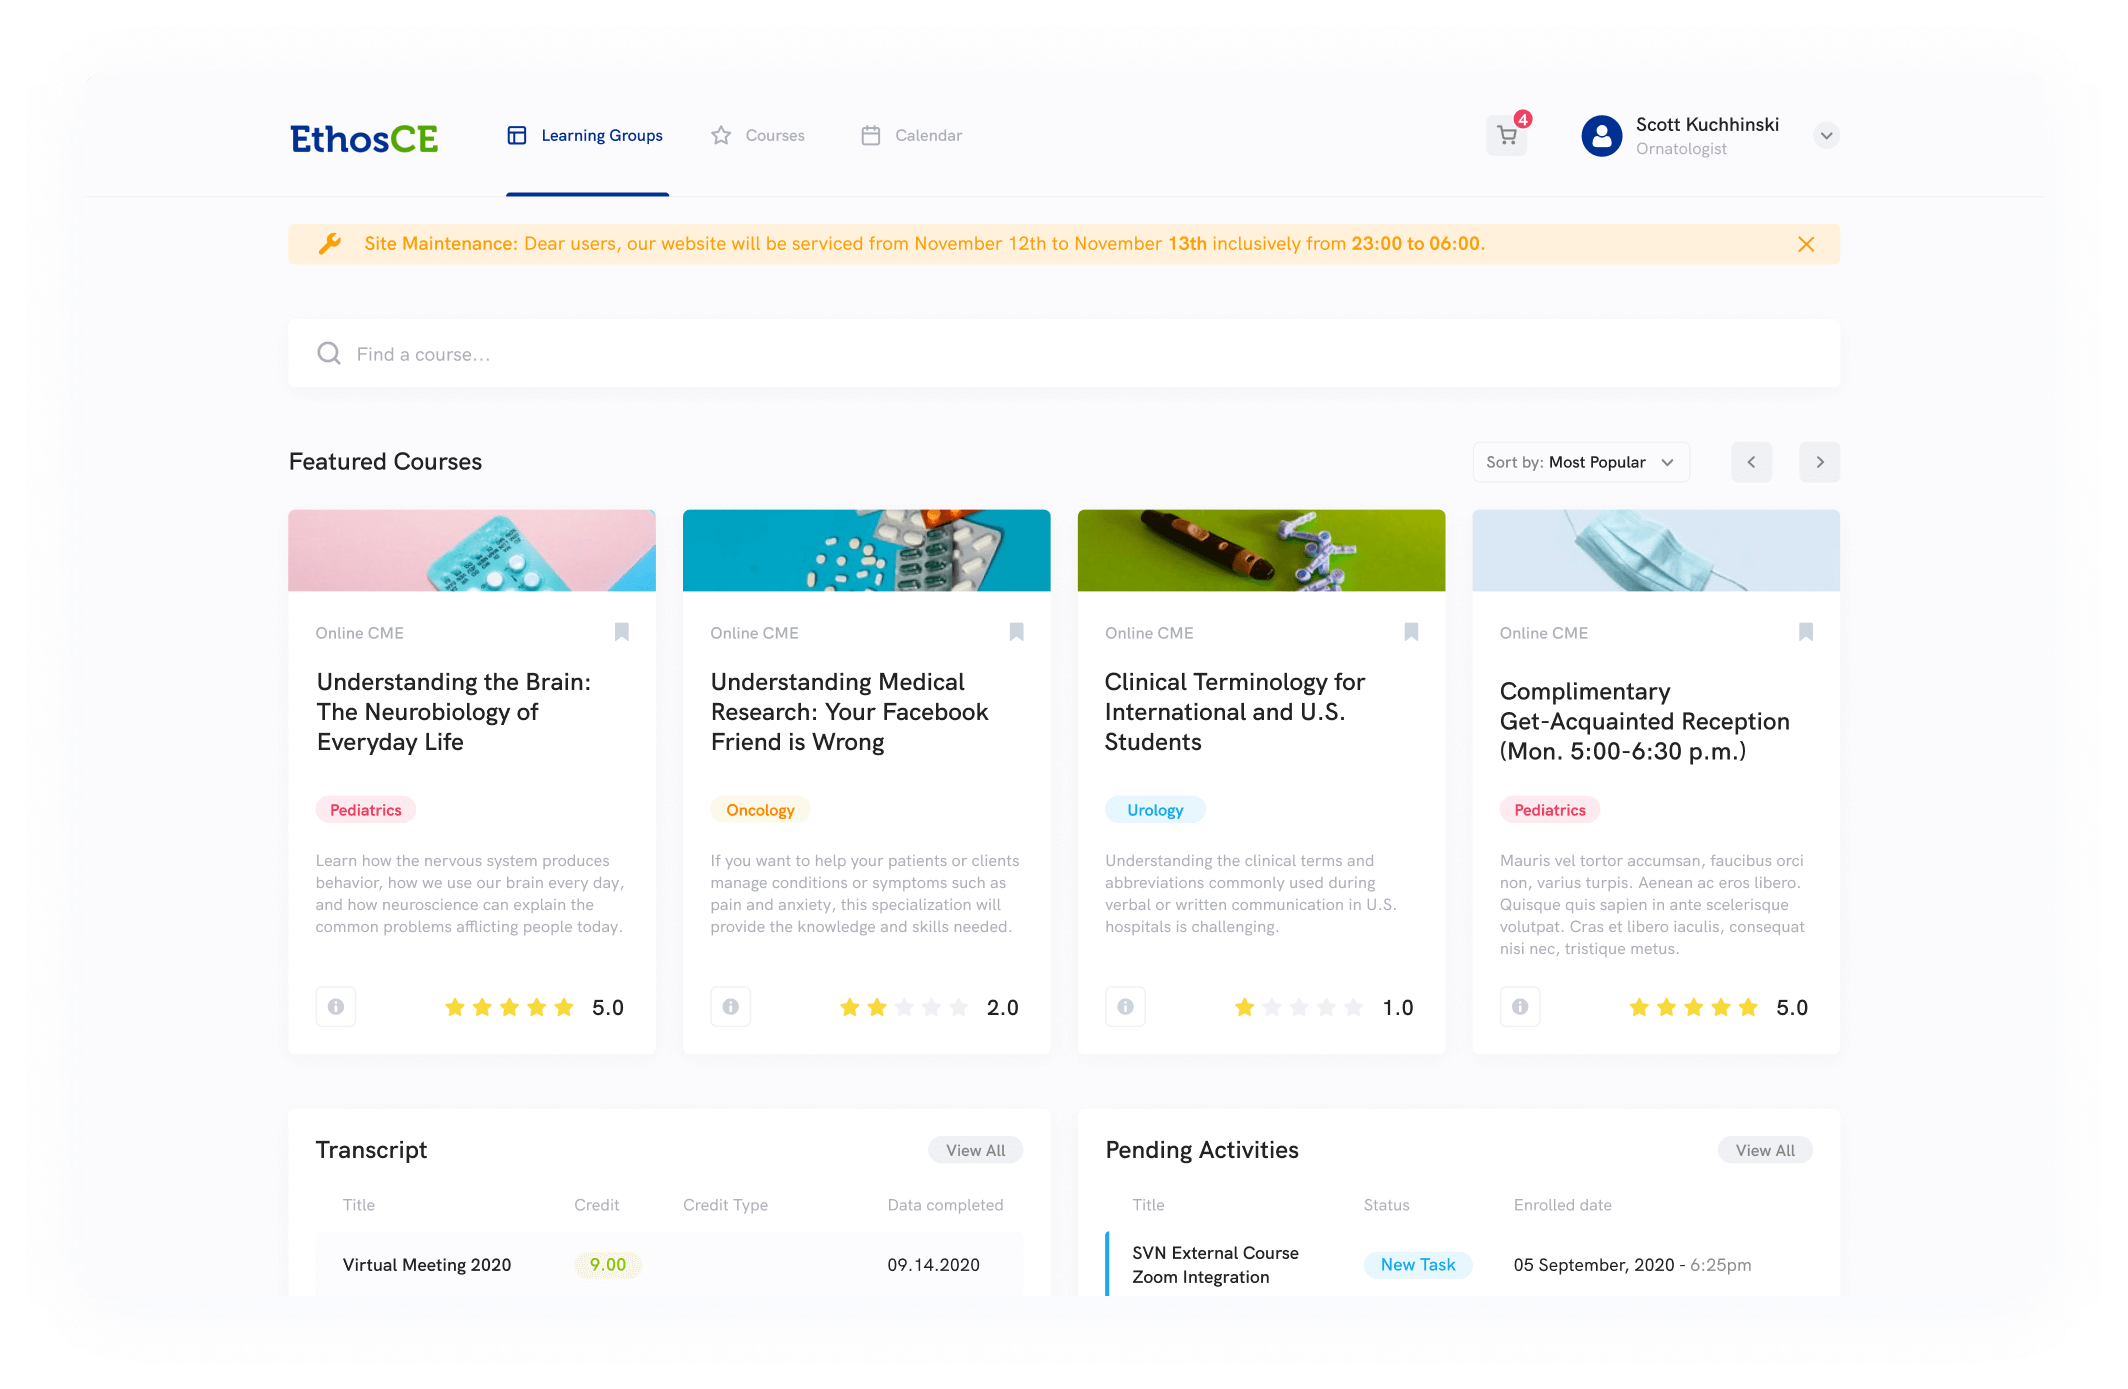 EthosCE
Learning Groups
Courses
Calendar
4
Scott Kuchhinski
Ornatologist
Site Maintenance: Dear users, our website will be serviced from November 12th to November 13th inclusively from 23:00 to 06:00.
Find a course...
Featured Courses
Sort by: Most Popular
Online CME
Understanding the Brain:
The Neurobiology of
Everyday Life
Pediatrics
Learn how the nervous system produces
behavior, how we use our brain every day,
and how neuroscience can explain the
common problems afflicting people today.
5.0
Online CME
Understanding Medical
Research: Your Facebook
Friend is Wrong
Oncology
If you want to help your patients or clients
manage conditions or symptoms such as
pain and anxiety, this specialization will
provide the knowledge and skills needed.
2.0
Online CME
Clinical Terminology for
International and U.S.
Students
Urology
Understanding the clinical terms and
abbreviations commonly used during
verbal or written communication in U.S.
hospitals is challenging.
1.0
Online CME
Complimentary
Get-Acquainted Reception
(Mon. 5:00-6:30 p.m.)
Pediatrics
Mauris vel tortor accumsan, faucibus orci
non, varius turpis. Aenean ac eros libero.
Quisque quis sapien in ante scelerisque
volutpat. Cras et libero iaculis, consequat
nisi nec, tristique metus.
5.0
Transcript
View All
Title Credit Credit Type Data completed
Virtual Meeting 2020 9.00 09.14.2020
Pending Activities
View All
Title Status Enrolled date
SVN External Course
Zoom Integration
New Task
05 September, 2020 - 6:25pm